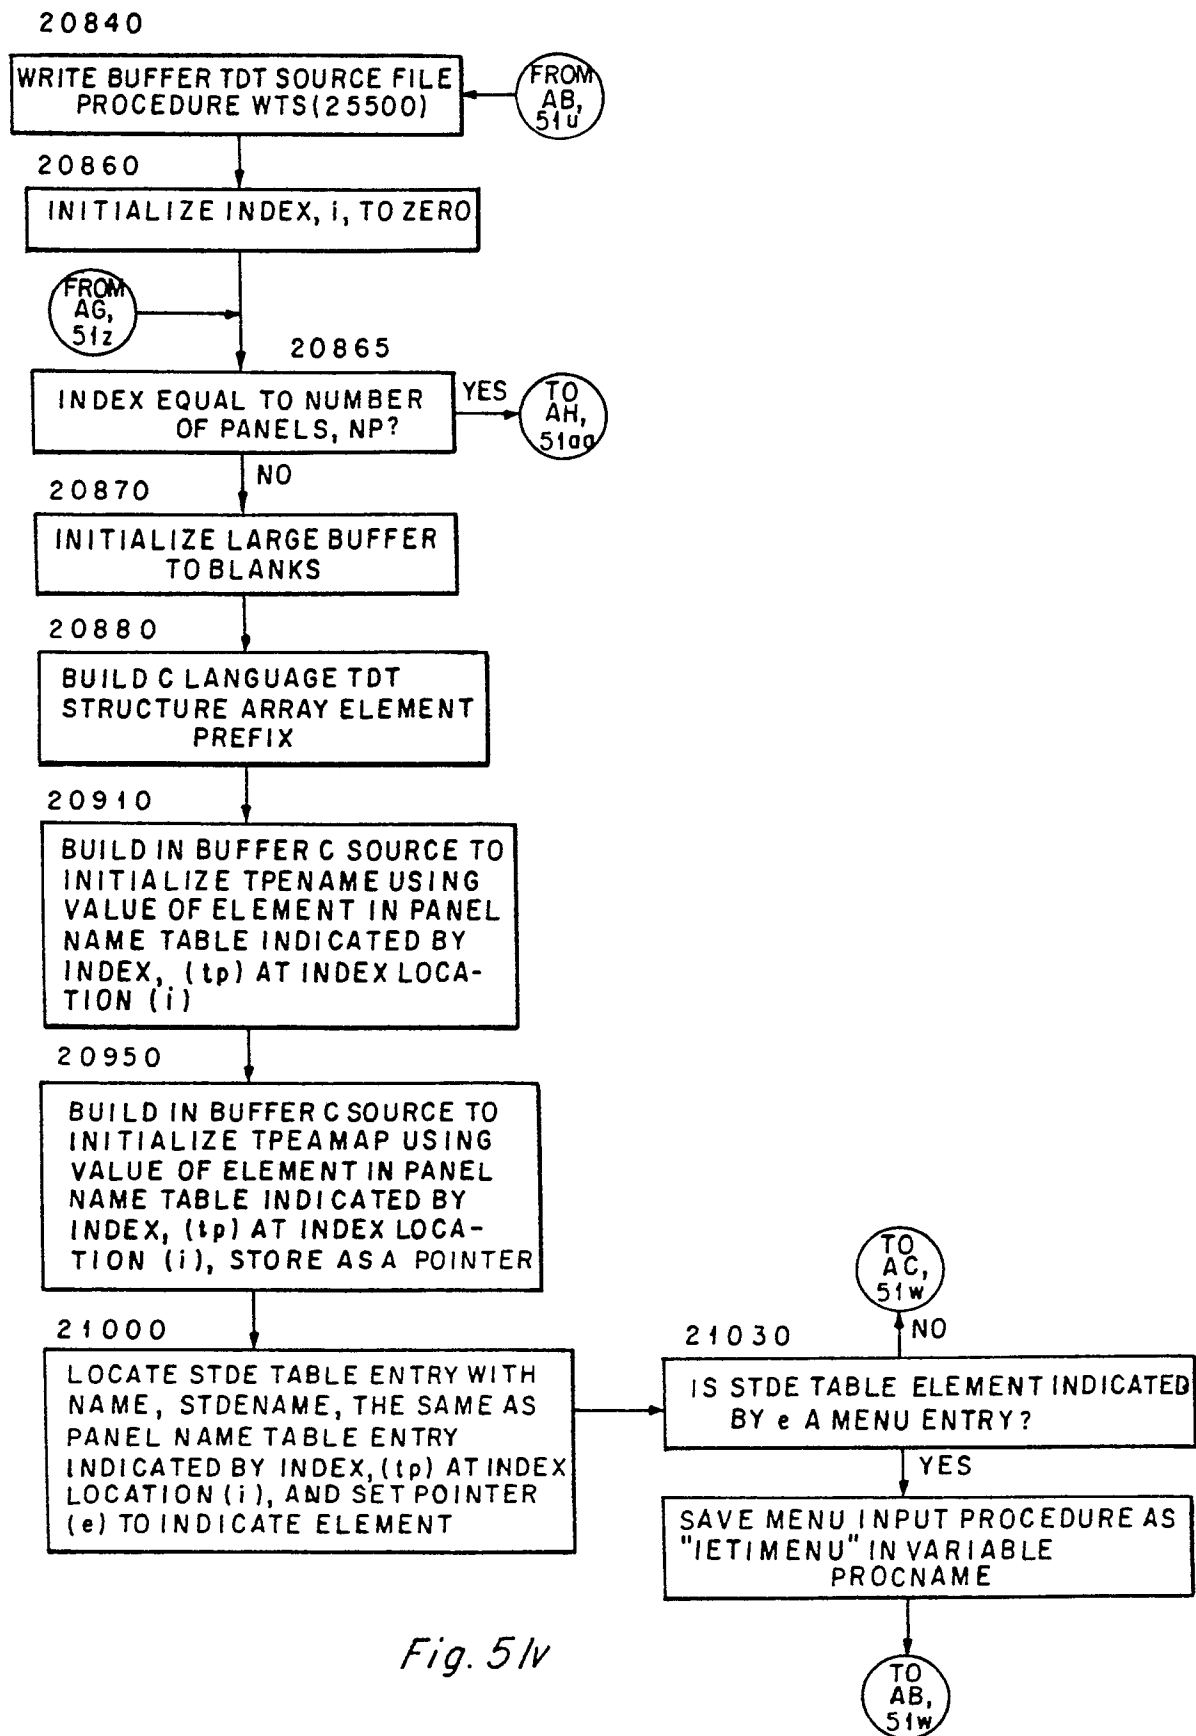 20840
WRITE BUFFER TDT SOURCE FILE
PROCEDURE WTS(25500)
FROM
AB,
51u
20860
INITIALIZE INDEX, i, TO ZERO
FROM
AG,
51z
20865
INDEX EQUAL TO NUMBER
OF PANELS, NP?
YES
TO
AH,
51aa
NO
20870
INITIALIZE LARGE BUFFER
TO BLANKS
20880
BUILD C LANGUAGE TDT
STRUCTURE ARRAY ELEMENT
PREFIX
20910
BUILD IN BUFFER C SOURCE TO
INITIALIZE TPENAME USING
VALUE OF ELEMENT IN PANEL
NAME TABLE INDICATED BY
INDEX, (tp) AT INDEX LOCA-
TION (i)
20950
BUILD IN BUFFER C SOURCE TO
INITIALIZE TPEAMAP USING
VALUE OF ELEMENT IN PANEL
NAME TABLE INDICATED BY
INDEX, (tp) AT INDEX LOCA-
TION (i), STORE AS A POINTER
21000
LOCATE STDE TABLE ENTRY WITH
NAME, STDENAME, THE SAME AS
PANEL NAME TABLE ENTRY
INDICATED BY INDEX,(tp) AT INDEX
LOCATION (i), AND SET POINTER
(e) TO INDICATE ELEMENT
TO
AC,
51w
NO
21030
IS STDE TABLE ELEMENT INDICATED
BY e A MENU ENTRY?
YES
SAVE MENU INPUT PROCEDURE AS
"IETIMENU" IN VARIABLE
PROCNAME
TO
AB,
51w
Fig. 51v